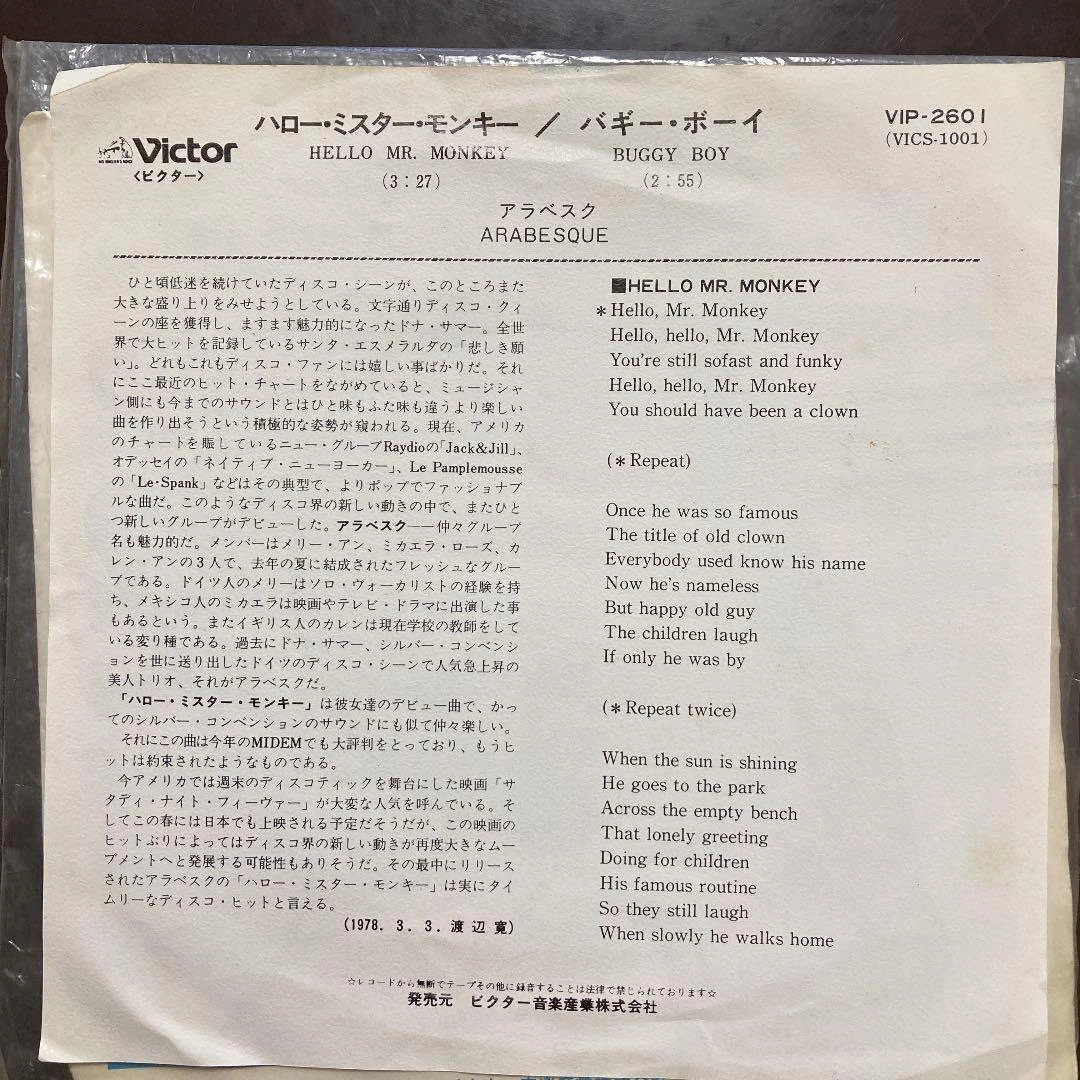 ハロー・ミスター・モンキー / バギー・ボーイ
VIP-2601
Victor
HELLO MR. MONKEY
BUGGY BOY
(VICS-1001)
〈ビクター〉
(3：27)
(2：55)
アラベスク
ARABESQUE
ひと頃低迷を続けていたディスコ・シーンが、このところまた
大きな盛り上りをみせようとしている。文字通りディスコ・クィ
ーンの座を獲得し、ますます魅力的になったドナ・サマー。全世
界で大ヒットを記録しているサンタ・エスメラルダの「悲しき願
い」。どれもこれもディスコ・ファンには嬉しい事ばかりだ。それ
にここ最近のヒット・チャートをながめていると、ミュージシャ
ン側にも今までのサウンドとはひと味もふた味も違うより楽しい
曲を作り出そうという積極的な姿勢が窺われる。現在、アメリカ
のチャートを賑しているニュー・グループRaydioの「Jack&Jill」、
オデッセイの「ネイティブ・ニューヨーカー」、Le Pamplemousse
の「Le・Spank」などはその典型で、よりポップでファッショナブ
ルな曲だ。このようなディスコ界の新しい動きの中で、またひと
つ新しいグループがデビューした。アラベスク——仲々グループ
名も魅力的だ。メンバーはメリー・アン、ミカエラ・ローズ、カ
レン・アンの3人で、去年の夏に結成されたフレッシュなグルー
プである。ドイツ人のメリーはソロ・ヴォーカリストの経験を持
ち、メキシコ人のミカエラは映画やテレビ・ドラマに出演した事
もあるという。またイギリス人のカレンは現在学校の教師をして
いる変り種である。過去にドナ・サマー、シルバー・コンベンシ
ョンを世に送り出したドイツのディスコ・シーンで人気急上昇の
美人トリオ、それがアラベスクだ。
「ハロー・ミスター・モンキー」は彼女達のデビュー曲で、かつ
てのシルバー・コンベンションのサウンドにも似て仲々楽しい。
それにこの曲は今年のMIDEMでも大評判をとっており、もうヒ
ットは約束されたようなものである。
今アメリカでは週末のディスコティックを舞台にした映画「サ
タディ・ナイト・フィーヴァー」が大変な人気を呼んでいる。そ
してこの春には日本でも上映される予定だそうだが、この映画の
ヒットぶりによってはディスコ界の新しい動きが再度大きなムー
ブメントへと発展する可能性もありそうだ。その最中にリリース
されたアラベスクの「ハロー・ミスター・モンキー」は実にタイ
ムリーなディスコ・ヒットと言える。
(1978. 3. 3. 渡辺 寛)
■HELLO MR. MONKEY
＊Hello, Mr. Monkey
Hello, hello, Mr. Monkey
You're still sofast and funky
Hello, hello, Mr. Monkey
You should have been a clown
(＊Repeat)
Once he was so famous
The title of old clown
Everybody used know his name
Now he's nameless
But happy old guy
The children laugh
If only he was by
(＊Repeat twice)
When the sun is shining
He goes to the park
Across the empty bench
That lonely greeting
Doing for children
His famous routine
So they still laugh
When slowly he walks home
☆レコードから無断でテープその他に録音することは法律で禁じられております☆
発売元 ビクター音楽産業株式会社